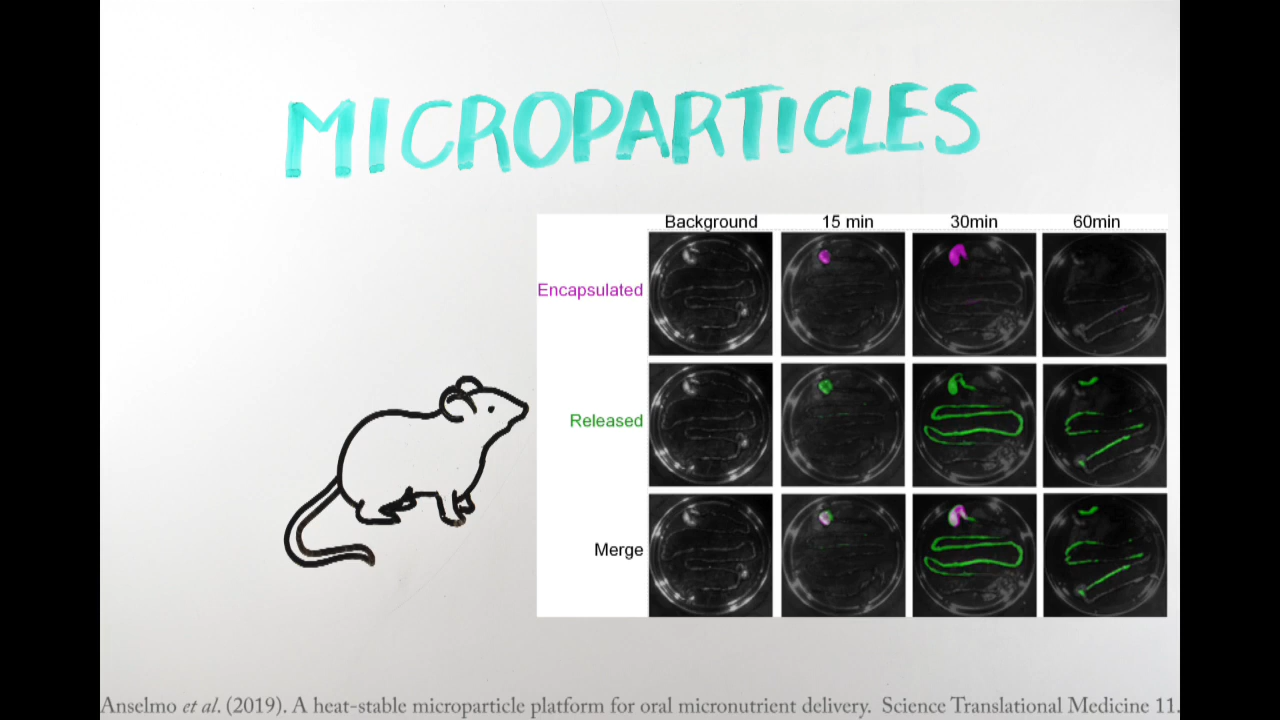 MICROPARTICLES
Background 15 min 30min 60min
Encapsulated
Released
Merge
Anselmo et al. (2019). A heat-stable microparticle platform for oral micronutrient delivery. Science Translational Medicine 11.